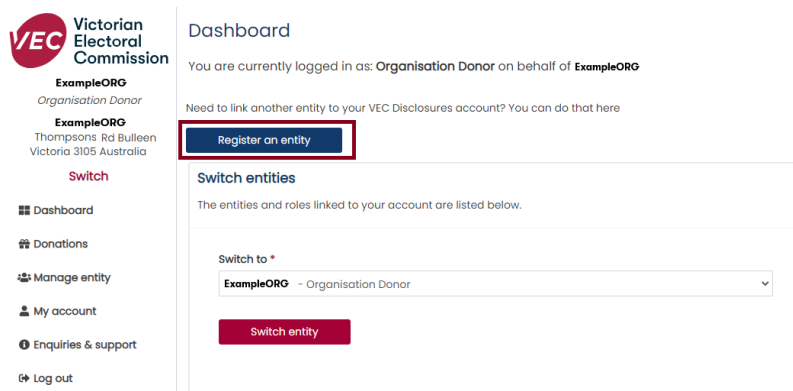 VEC
Victorian
Electoral
Commission
ExampleORG
Organisation Donor
ExampleORG
Thompsons Rd Bulleen
Victoria 3105 Australia
Switch
Dashboard
Donations
Manage entity
My account
Enquiries & support
Log out
Dashboard
You are currently logged in as: Organisation Donor on behalf of ExampleORG
Need to link another entity to your VEC Disclosures account? You can do that here
Register an entity
Switch entities
The entities and roles linked to your account are listed below.
Switch to *
ExampleORG - Organisation Donor
Switch entity